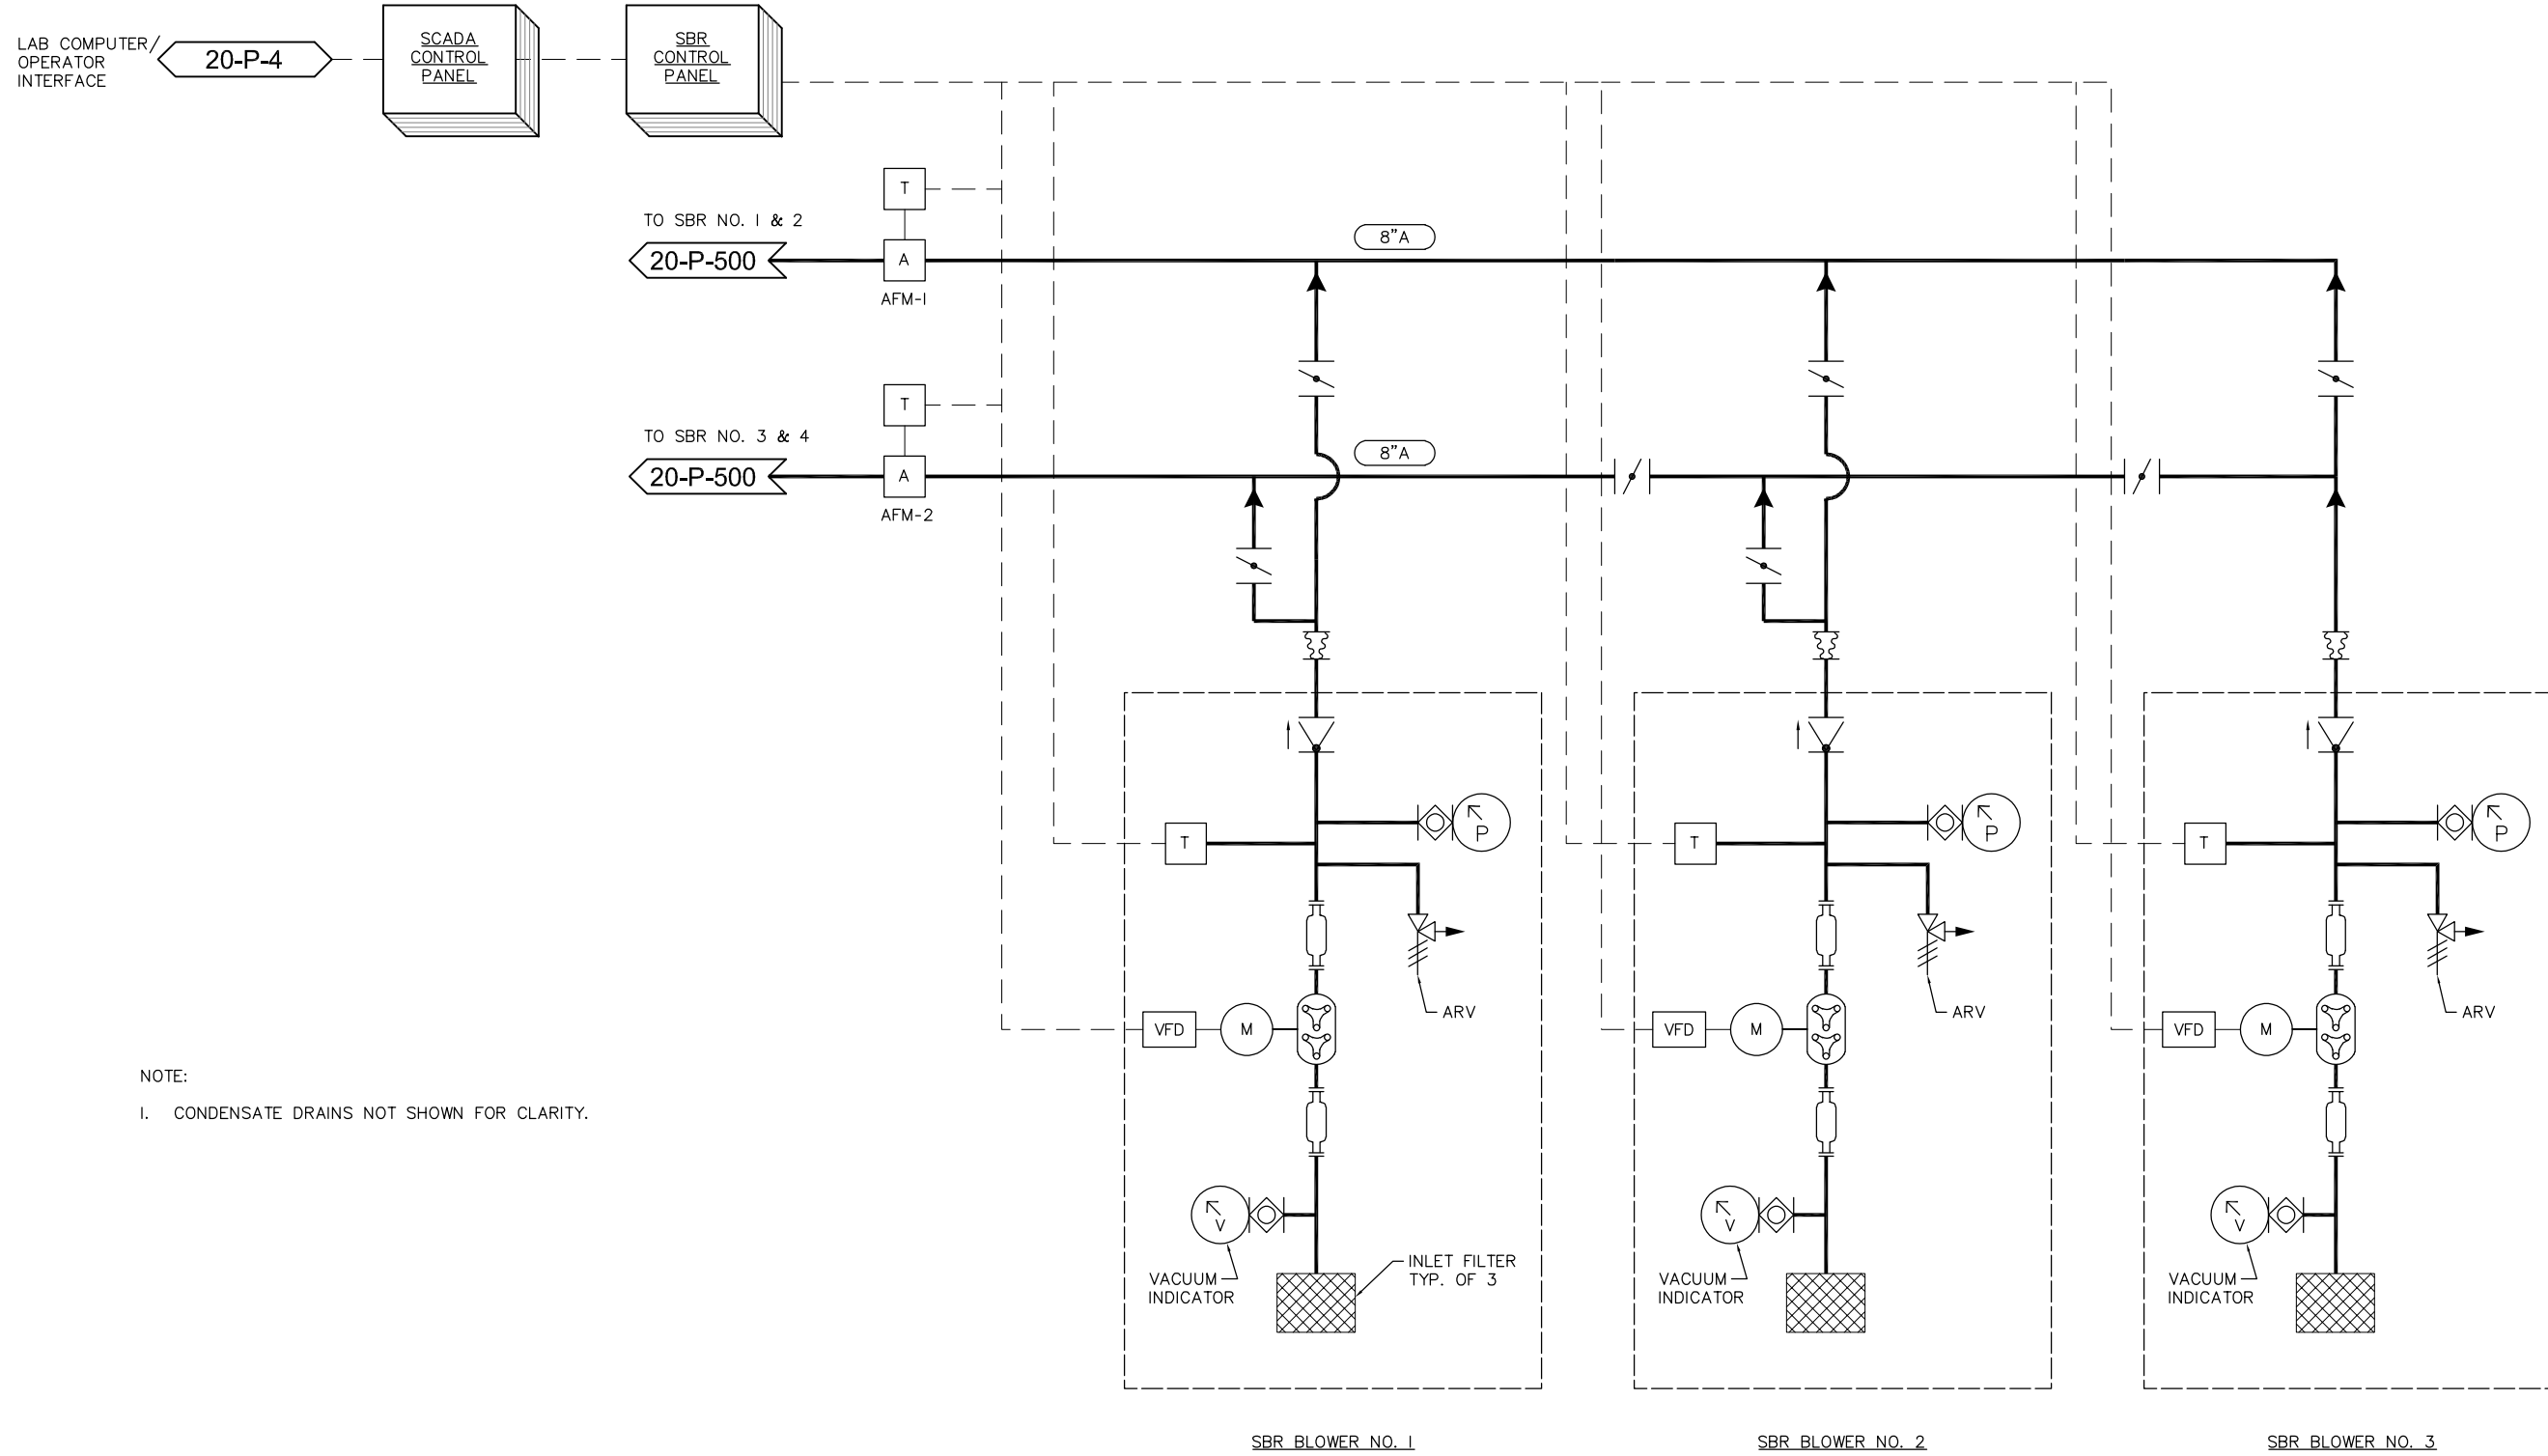 LAB COMPUTER/
OPERATOR
INTERFACE
20-P-4
SCADA
CONTROL
PANEL
SBR
CONTROL
PANEL
T
TO SBR NO. 1 & 2
20-P-500
A
AFM-1
8"A
T
TO SBR NO. 3 & 4
20-P-500
A
AFM-2
8"A
P
T
ARV
VFD
M
V
VACUUM
INDICATOR
INLET FILTER
TYP. OF 3
SBR BLOWER NO. 1
P
T
ARV
VFD
M
V
VACUUM
INDICATOR
SBR BLOWER NO. 2
P
T
ARV
VFD
M
V
VACUUM
INDICATOR
SBR BLOWER NO. 3
NOTE:
1. CONDENSATE DRAINS NOT SHOWN FOR CLARITY.